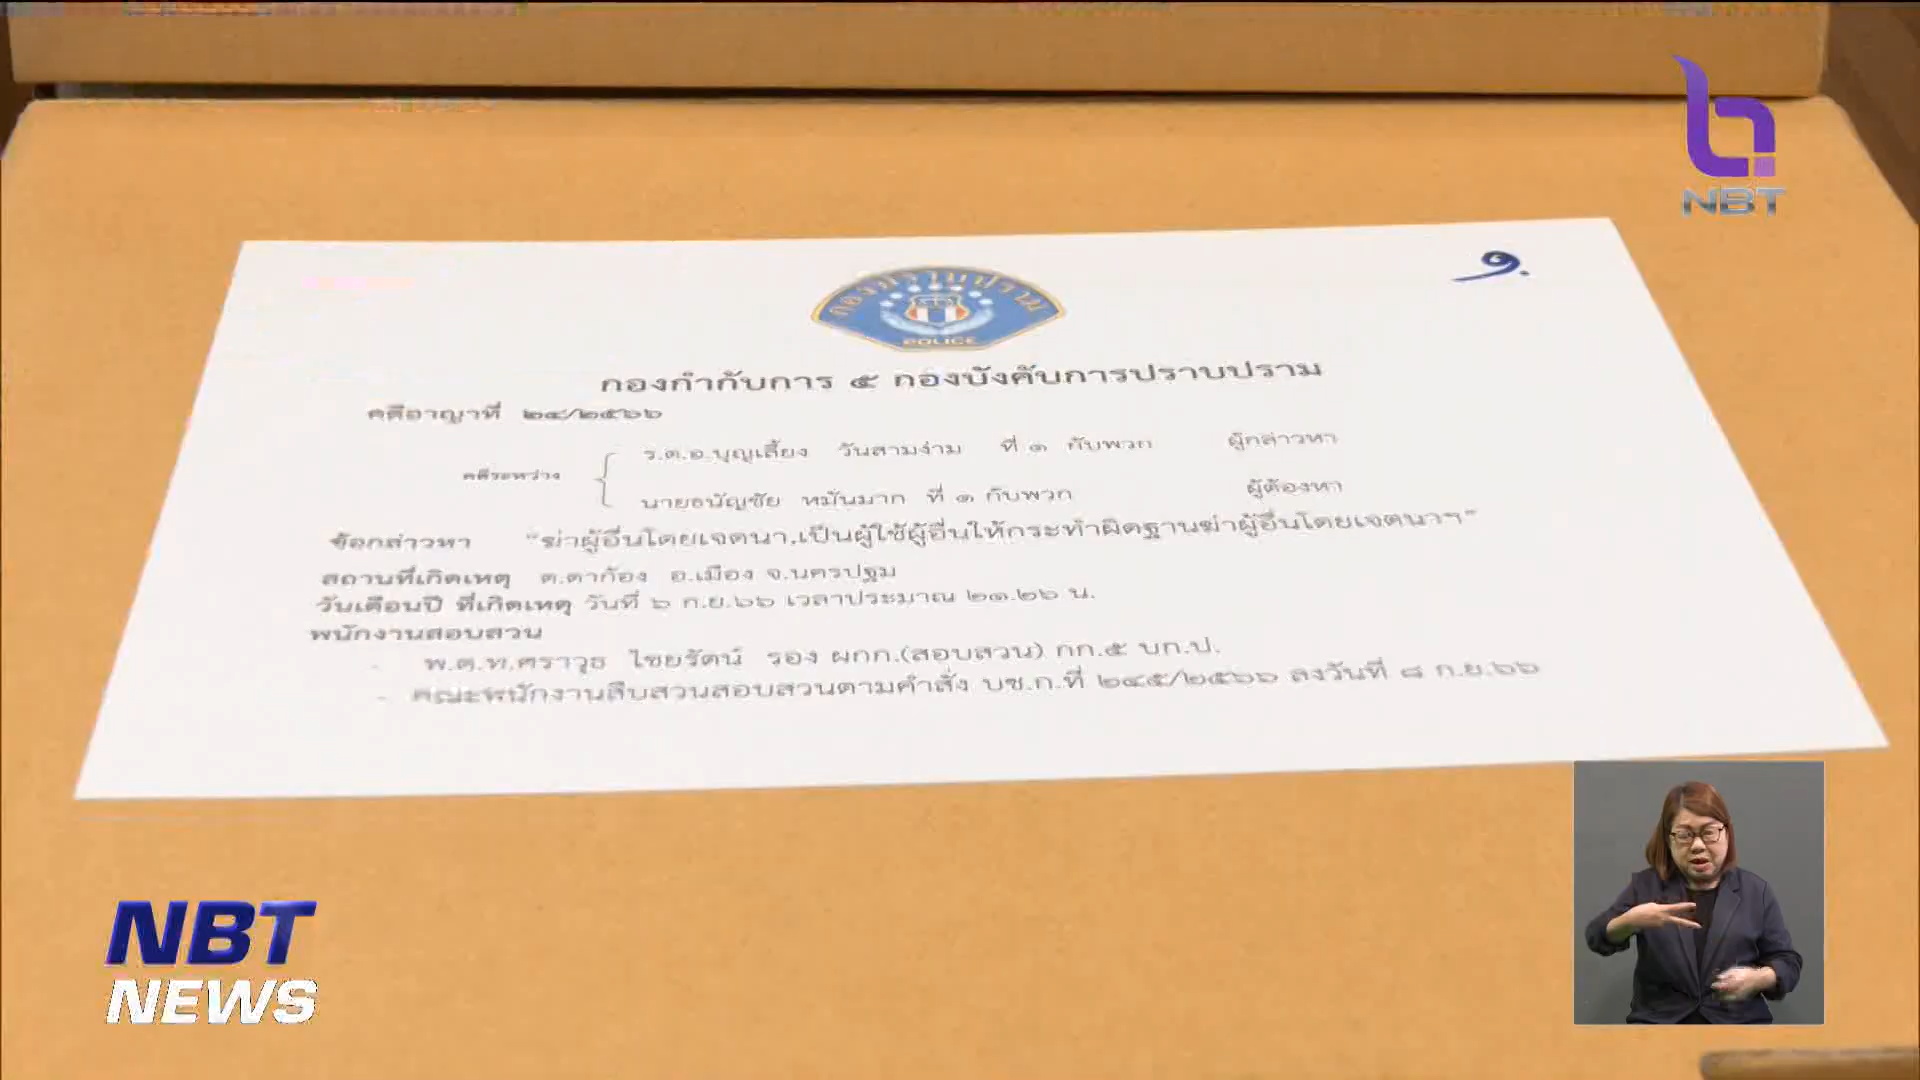 NBT
๑.
กองปราบปราม
POLICE
กองกำกับการ ๕ กองบังคับการปราบปราม
คดีอาญาที่ ๒๔/๒๕๖๖
ร.ต.อ.บุญเลี้ยง วันสามง่าม ที่ ๑ กับพวก ผู้กล่าวหา
คดีระหว่าง
นายธนัญชัย หมั่นมาก ที่ ๑ กับพวก ผู้ต้องหา
ข้อกล่าวหา "ฆ่าผู้อื่นโดยเจตนา,เป็นผู้ใช้ผู้อื่นให้กระทำผิดฐานฆ่าผู้อื่นโดยเจตนาฯ"
สถานที่เกิดเหตุ ต.ตาก้อง อ.เมือง จ.นครปฐม
วันเดือนปี ที่เกิดเหตุ วันที่ ๖ ก.ย.๖๖ เวลาประมาณ ๒๑.๒๖ น.
พนักงานสอบสวน
- พ.ต.ท.ศราวุธ ไชยรัตน์ รอง ผกก.(สอบสวน) กก.๕ บก.ป.
- คณะพนักงานสืบสวนสอบสวนตามคำสั่ง บช.ก.ที่ ๒๔๕/๒๕๖๖ ลงวันที่ ๘ ก.ย.๖๖
NBT
NEWS